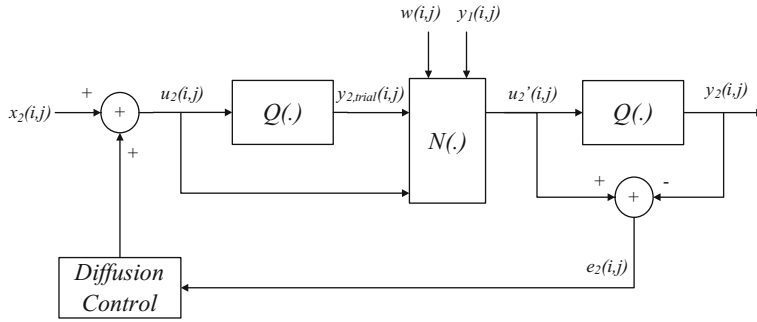 w(i,j) y₁(i,j)
x₂(i,j) + + u₂(i,j) Q(.) y₂,trial(i,j) N(.) u₂'(i,j) Q(.) y₂(i,j)
+ + + -
Diffusion
Control
e₂(i,j)